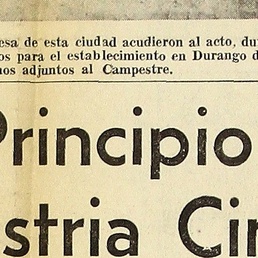 esa de esta ciudad acudieron al acto, du
os para el establecimiento en Durango d
nos adjuntos al Campestre.
Principio
stria Cin